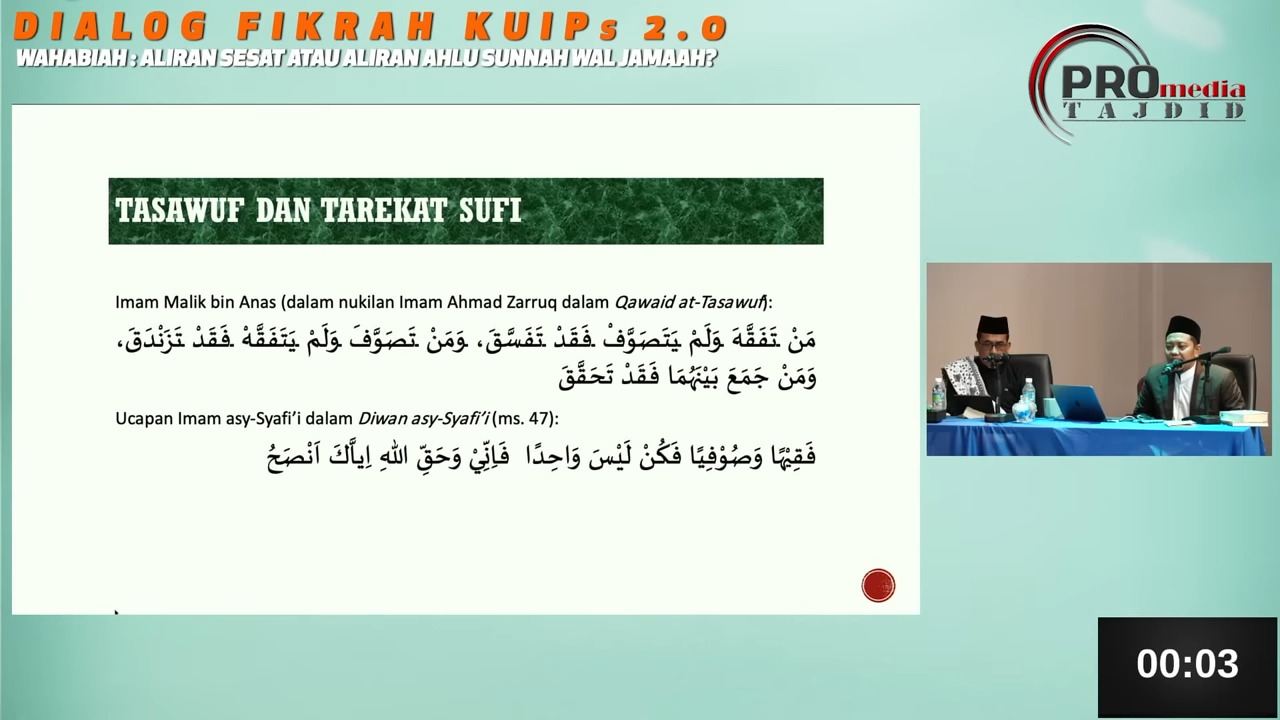 DIALOG FIKRAH KUIPs 2.0
WAHABIAH : ALIRAN SESAT ATAU ALIRAN AHLU SUNNAH WAL JAMAAH?
PROmedia
TAJDID
TASAWUF DAN TAREKAT SUFI
Imam Malik bin Anas (dalam nukilan Imam Ahmad Zarruq dalam Qawaid at-Tasawuf):
مَنْ تَفَقَّهَ وَلَمْ يَتَصَوَّفْ فَقَدْ تَفَسَّقَ، وَمَنْ تَصَوَّفَ وَلَمْ يَتَفَقَّهْ فَقَدْ تَزَنْدَقَ،
وَمَنْ جَمَعَ بَيْنَهُمَا فَقَدْ تَحَقَّقَ
Ucapan Imam asy-Syafi’i dalam Diwan asy-Syafi’i (ms. 47):
فَقِيْهًا وَصُوْفِيًا فَكُنْ لَيْسَ وَاحِدًا فَاِنِّيْ وَحَقِّ اللهِ اِيَّاكَ اَنْصَحُ
00:03